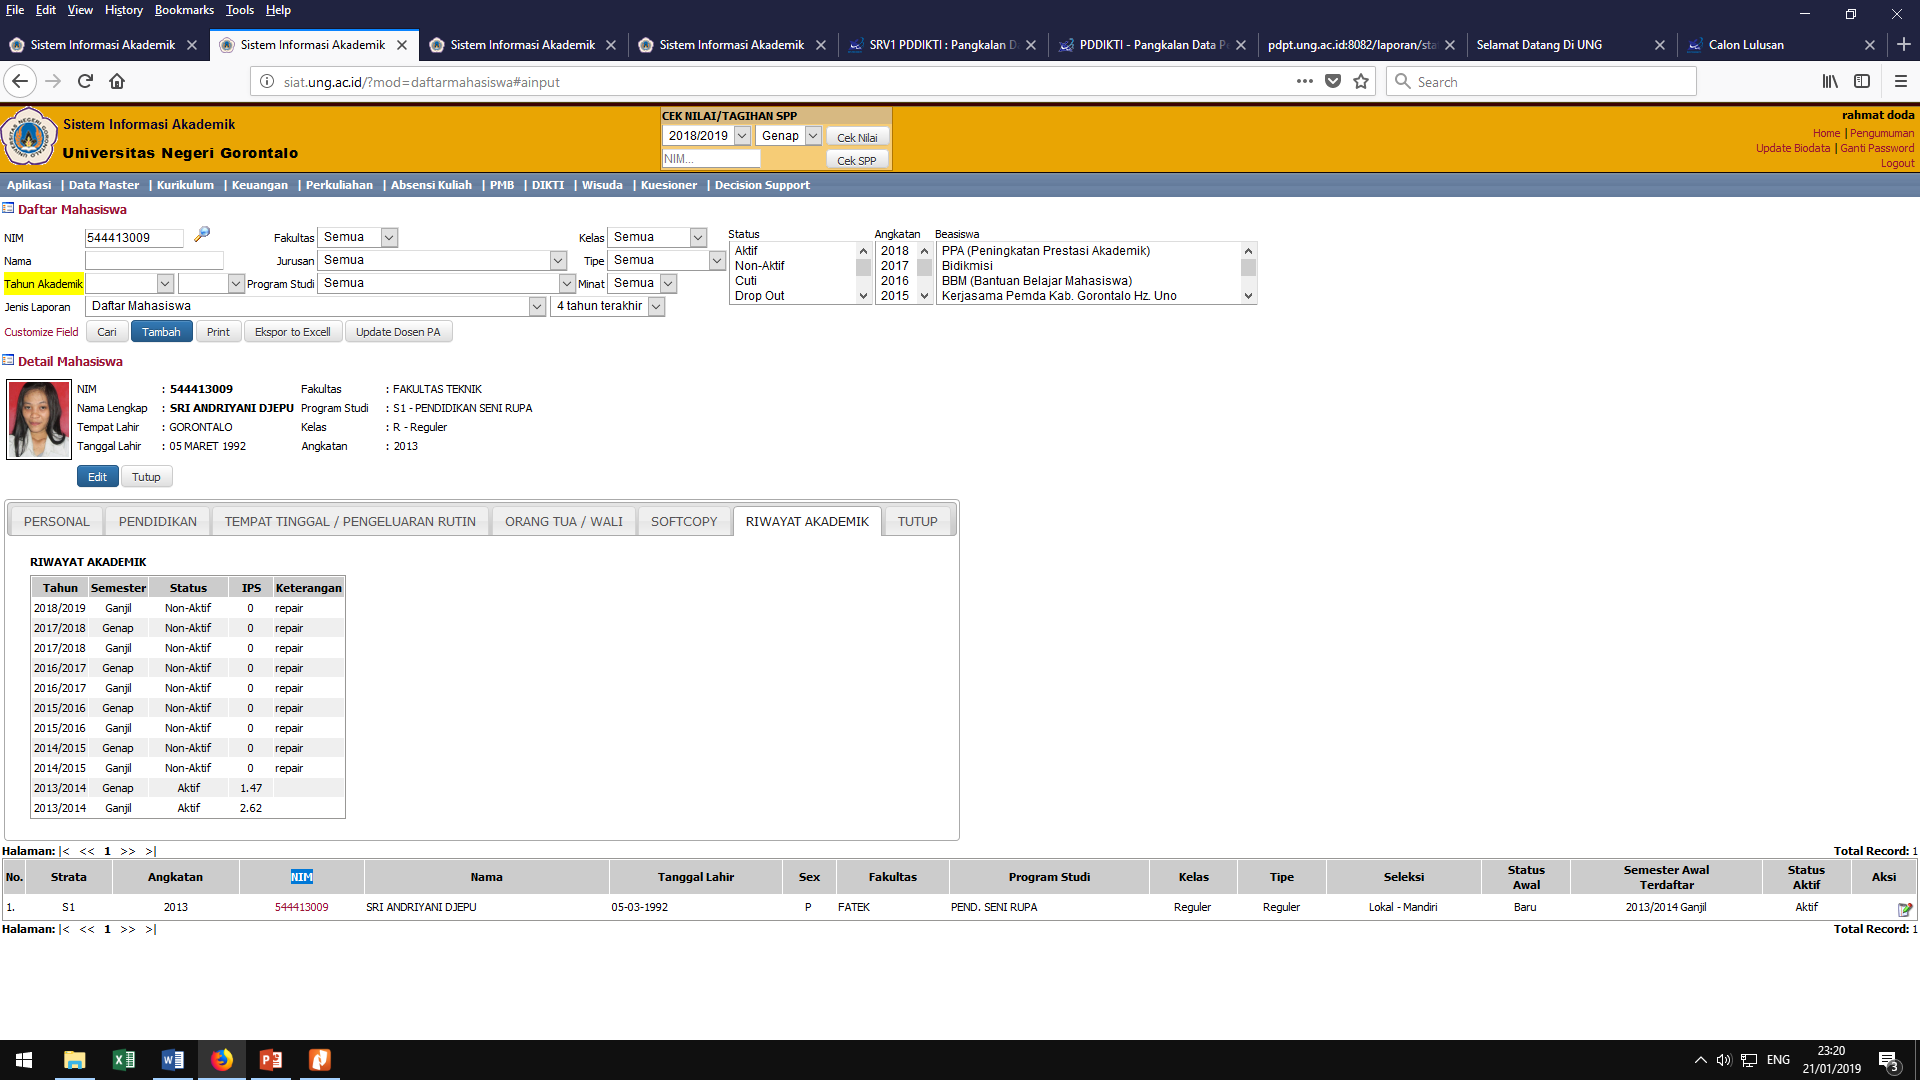 File Edit View History Bookmarks Tools Help
Sistem Informasi Akademik
Sistem Informasi Akademik
Sistem Informasi Akademik
Sistem Informasi Akademik
SRV1 PDDIKTI : Pangkalan D
PDDIKTI - Pangkalan Data P
pdpt.ung.ac.id:8082/laporan/sta
Selamat Datang Di UNG
Calon Lulusan
siat.ung.ac.id/?mod=daftarmahasiswa#ainput
Search
Sistem Informasi Akademik
Universitas Negeri Gorontalo
CEK NILAI/TAGIHAN SPP
2018/2019 Genap Cek Nilai
NIM... Cek SPP
rahmat doda
Home | Pengumuman
Update Biodata | Ganti Password
Logout
Aplikasi | Data Master | Kurikulum | Keuangan | Perkuliahan | Absensi Kuliah | PMB | DIKTI | Wisuda | Kuesioner | Decision Support
Daftar Mahasiswa
NIM 544413009 Fakultas Semua Kelas Semua
Nama Jurusan Semua Tipe Semua
Tahun Akademik Program Studi Semua Minat Semua
Jenis Laporan Daftar Mahasiswa 4 tahun terakhir
Status Angkatan Beasiswa
Aktif 2018 PPA (Peningkatan Prestasi Akademik)
Non-Aktif 2017 Bidikmisi
Cuti 2016 BBM (Bantuan Belajar Mahasiswa)
Drop Out 2015 Kerjasama Pemda Kab. Gorontalo Hz. Uno
Customize Field Cari Tambah Print Ekspor to Excell Update Dosen PA
Detail Mahasiswa
NIM : 544413009 Fakultas : FAKULTAS TEKNIK
Nama Lengkap : SRI ANDRIYANI DJEPU Program Studi : S1 - PENDIDIKAN SENI RUPA
Tempat Lahir : GORONTALO Kelas : R - Reguler
Tanggal Lahir : 05 MARET 1992 Angkatan : 2013
Edit Tutup
PERSONAL PENDIDIKAN TEMPAT TINGGAL / PENGELUARAN RUTIN ORANG TUA / WALI SOFTCOPY RIWAYAT AKADEMIK TUTUP
RIWAYAT AKADEMIK
Tahun Semester Status IPS Keterangan
2018/2019 Ganjil Non-Aktif 0 repair
2017/2018 Genap Non-Aktif 0 repair
2017/2018 Ganjil Non-Aktif 0 repair
2016/2017 Genap Non-Aktif 0 repair
2016/2017 Ganjil Non-Aktif 0 repair
2015/2016 Genap Non-Aktif 0 repair
2015/2016 Ganjil Non-Aktif 0 repair
2014/2015 Genap Non-Aktif 0 repair
2014/2015 Ganjil Non-Aktif 0 repair
2013/2014 Genap Aktif 1.47
2013/2014 Ganjil Aktif 2.62
Halaman: |< << 1 >> >| Total Record: 1
No. Strata Angkatan NIM Nama Tanggal Lahir Sex Fakultas Program Studi Kelas Tipe Seleksi Status Awal Semester Awal Terdaftar Status Aktif Aksi
1. S1 2013 544413009 SRI ANDRIYANI DJEPU 05-03-1992 P FATEK PEND. SENI RUPA Reguler Reguler Lokal - Mandiri Baru 2013/2014 Ganjil Aktif
Halaman: |< << 1 >> >| Total Record: 1
ENG
23:20
21/01/2019
3